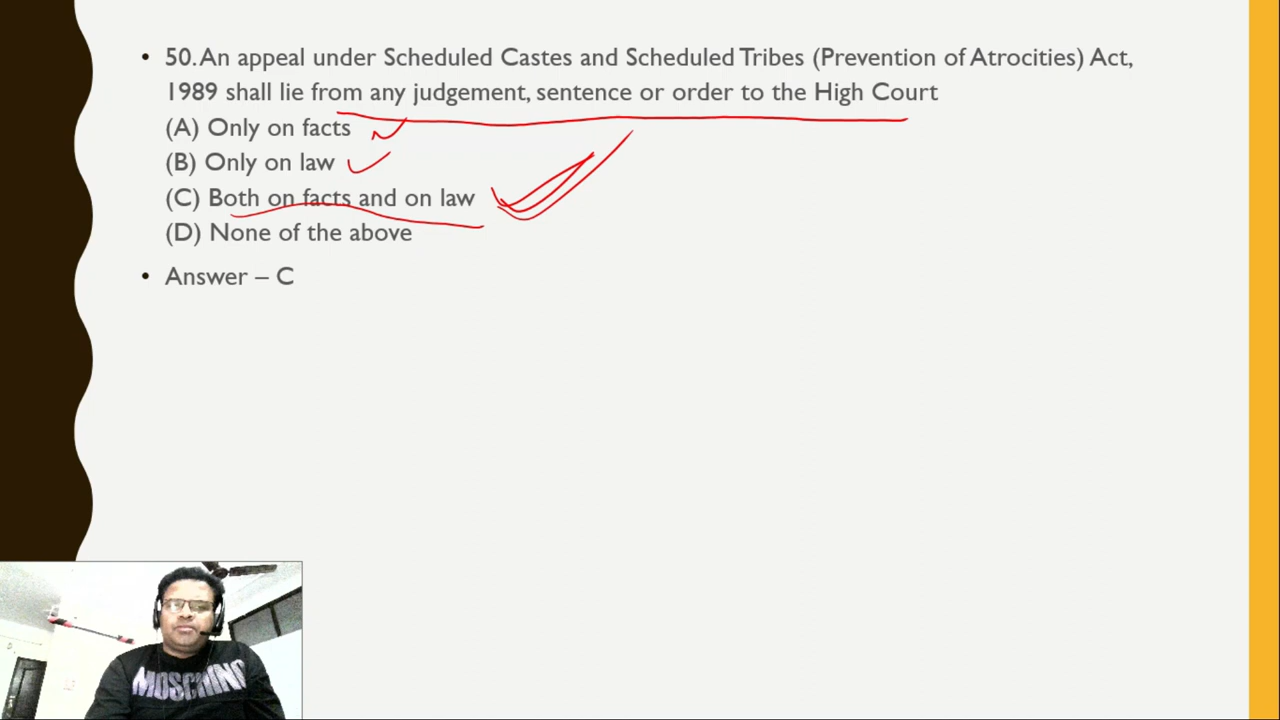 • 50. An appeal under Scheduled Castes and Scheduled Tribes (Prevention of Atrocities) Act,
1989 shall lie from any judgement, sentence or order to the High Court
(A) Only on facts
(B) Only on law
(C) Both on facts and on law
(D) None of the above
• Answer – C
MOSCHINO